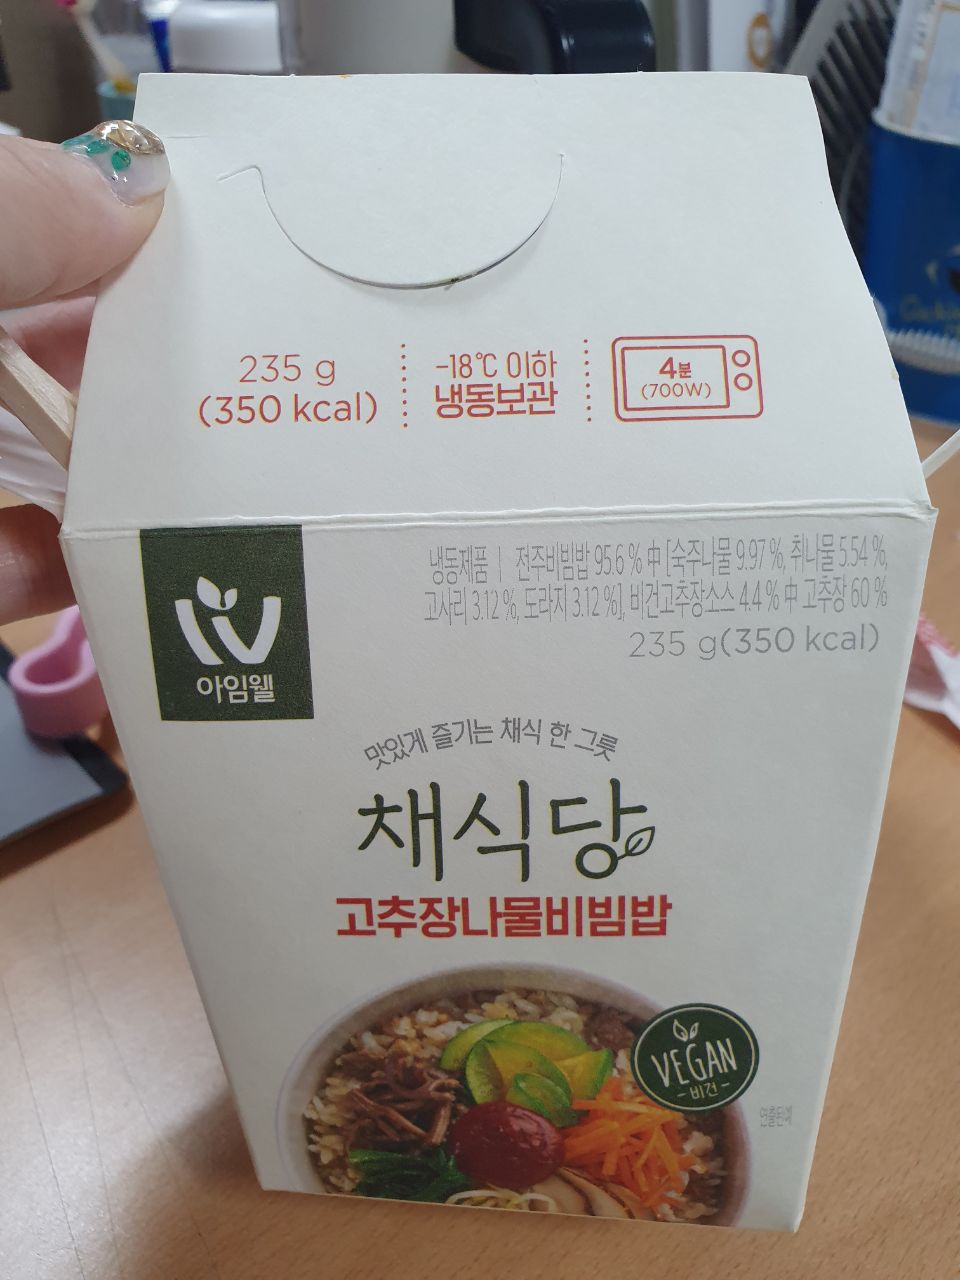 235 g
(350 kcal)
-18℃ 이하
냉동보관
4분
(700W)
냉동제품 | 전주비빔밥 95.6 % 中 [숙주나물 9.97 %, 취나물 5.54 %,
고사리 3.12 %, 도라지 3.12 %], 비건고추장소스 4.4 % 中 고추장 60 %
235 g(350 kcal)
아임웰
맛있게 즐기는 채식 한 그릇
채식당
고추장나물비빔밥
VEGAN
- 비건 -
연출된 예